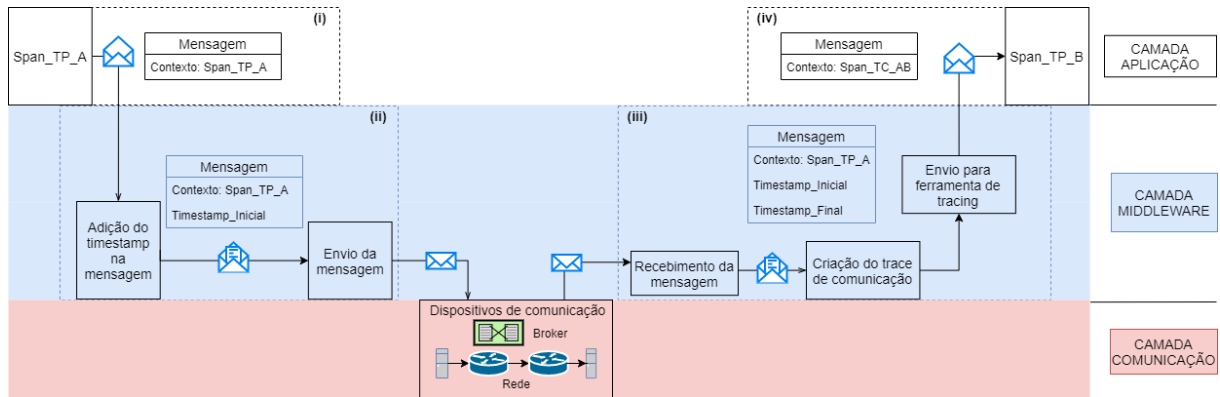 (i)
Span_TP_A
Mensagem
Contexto: Span_TP_A
(iv)
Mensagem
Contexto: Span_TC_AB
Span_TP_B
CAMADA
APLICAÇÃO
(ii)
Mensagem
Contexto: Span_TP_A
Timestamp_Inicial
Adição do
timestamp
na
mensagem
Envio da
mensagem
(iii)
Mensagem
Contexto: Span_TP_A
Timestamp_Inicial
Timestamp_Final
Envio para
ferramenta de
tracing
Recebimento da
mensagem
Criação do trace
de comunicação
CAMADA
MIDDLEWARE
Dispositivos de comunicação
Broker
Rede
CAMADA
COMUNICAÇÃO